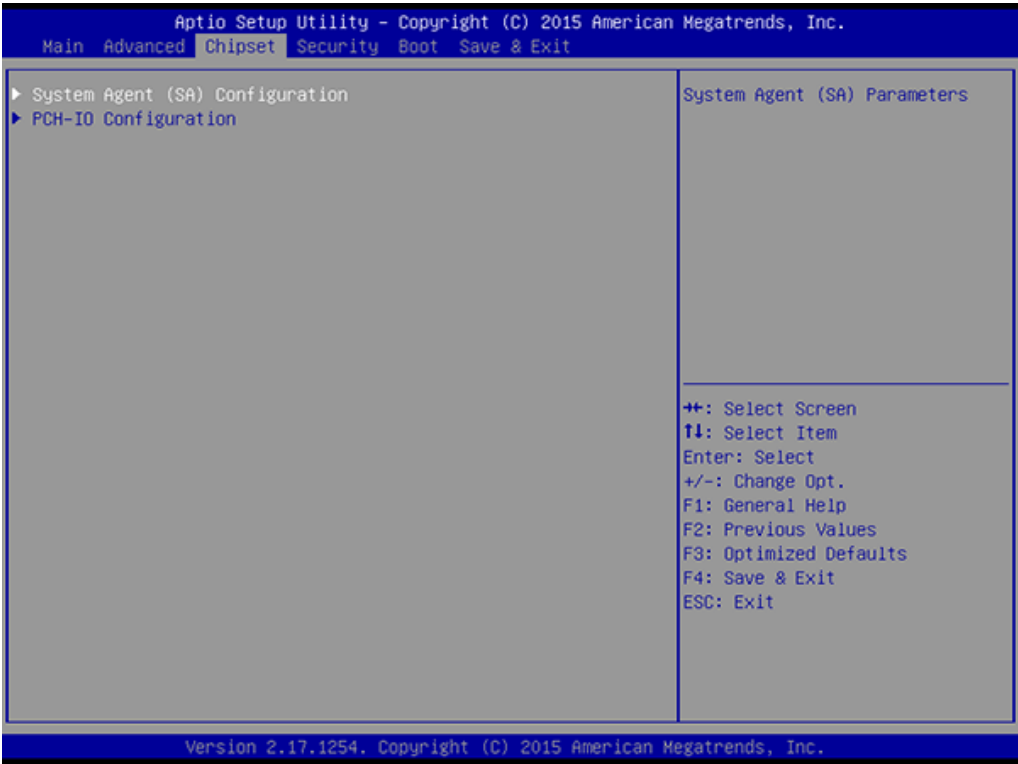 Aptio Setup Utility – Copyright (C) 2015 American Megatrends, Inc.
Main Advanced Chipset Security Boot Save & Exit
► System Agent (SA) Configuration
► PCH-IO Configuration
System Agent (SA) Parameters
→←: Select Screen
↑↓: Select Item
Enter: Select
+/-: Change Opt.
F1: General Help
F2: Previous Values
F3: Optimized Defaults
F4: Save & Exit
ESC: Exit
Version 2.17.1254. Copyright (C) 2015 American Megatrends, Inc.